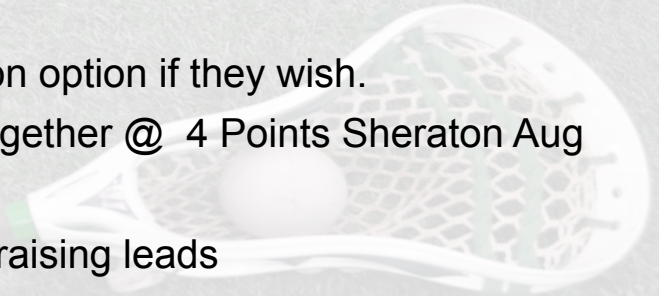 on option if they wish.
gether @ 4 Points Sheraton Aug
raising leads